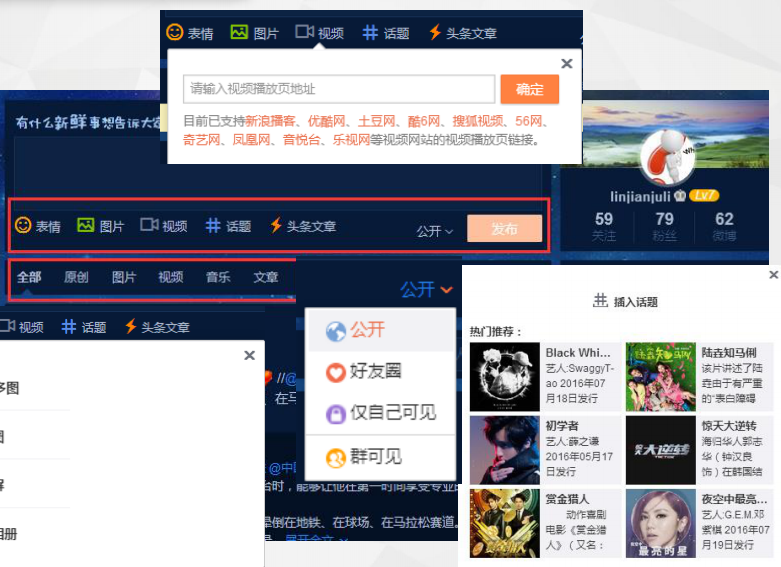 表情 图片 视频 话题 头条文章
请输入视频播放页地址 确定
目前已支持新浪播客、优酷网、土豆网、酷6网、搜狐视频、56网、
奇艺网、凤凰网、音悦台、乐视网等视频网站的视频播放页链接。
有什么新鲜事想告诉大
linjianjuli Lv7
59 79 62
关注 粉丝 微博
表情 图片 视频 话题 头条文章 公开 发布
全部 原创 图片 视频 音乐 文章
公开
公开
好友圈
仅自己可见
群可见
视频 话题 头条文章
多图
图
册
//@
在马
@中
台时，能够让他在第一时间享受专业的
晕倒在地铁、在球场、在马拉松赛道。
展开全文
插入话题
热门推荐：
Black Whi...
艺人:SwaggyT-
ao 2016年07
月18日发行
陆垚知马俐
该片讲述了陆
垚由于有严重
的“表白障碍
初学者
艺人:薛之谦
2016年05月17
日发行
惊天大逆转
惊天大逆转
海归华人郭志
华（钟汉良
饰）在韩国结
赏金猎人
动作喜剧
电影《赏金猎
人》（又名：
夜空中最亮的星
夜空中最亮...
艺人:G.E.M.邓
紫棋 2016年07
月19日发行